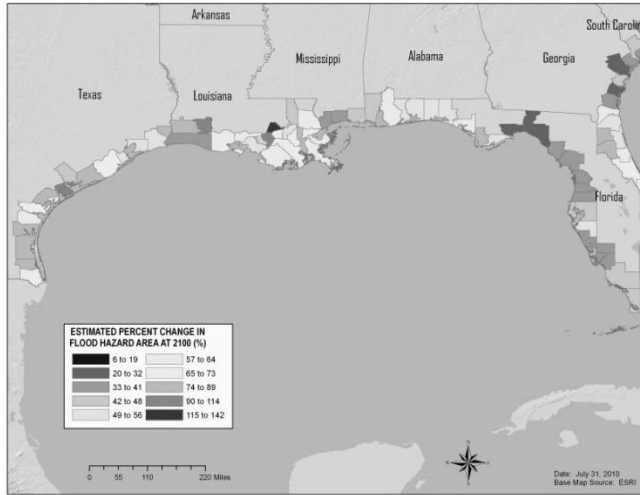 Arkansas
South Carolina
Mississippi
Alabama
Georgia
Texas
Louisiana
Florida
ESTIMATED PERCENT CHANGE IN
FLOOD HAZARD AREA AT 2100 (%)
6 to 19 57 to 64
20 to 32 65 to 73
33 to 41 74 to 89
42 to 48 90 to 114
49 to 56 115 to 142
0 55 110 220 Miles
N
Date: July 31, 2010
Base Map Source: ESRI